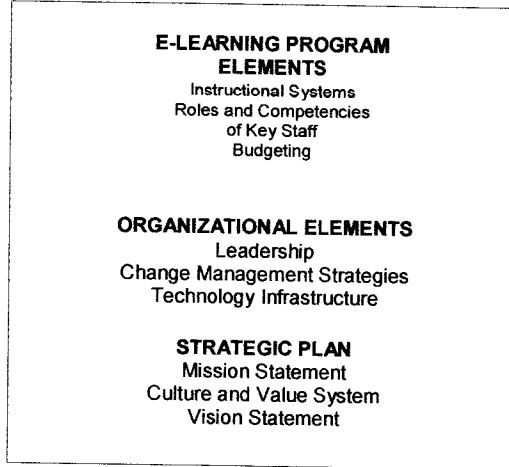 E-LEARNING PROGRAM
ELEMENTS
Instructional Systems
Roles and Competencies
of Key Staff
Budgeting
ORGANIZATIONAL ELEMENTS
Leadership
Change Management Strategies
Technology Infrastructure
STRATEGIC PLAN
Mission Statement
Culture and Value System
Vision Statement